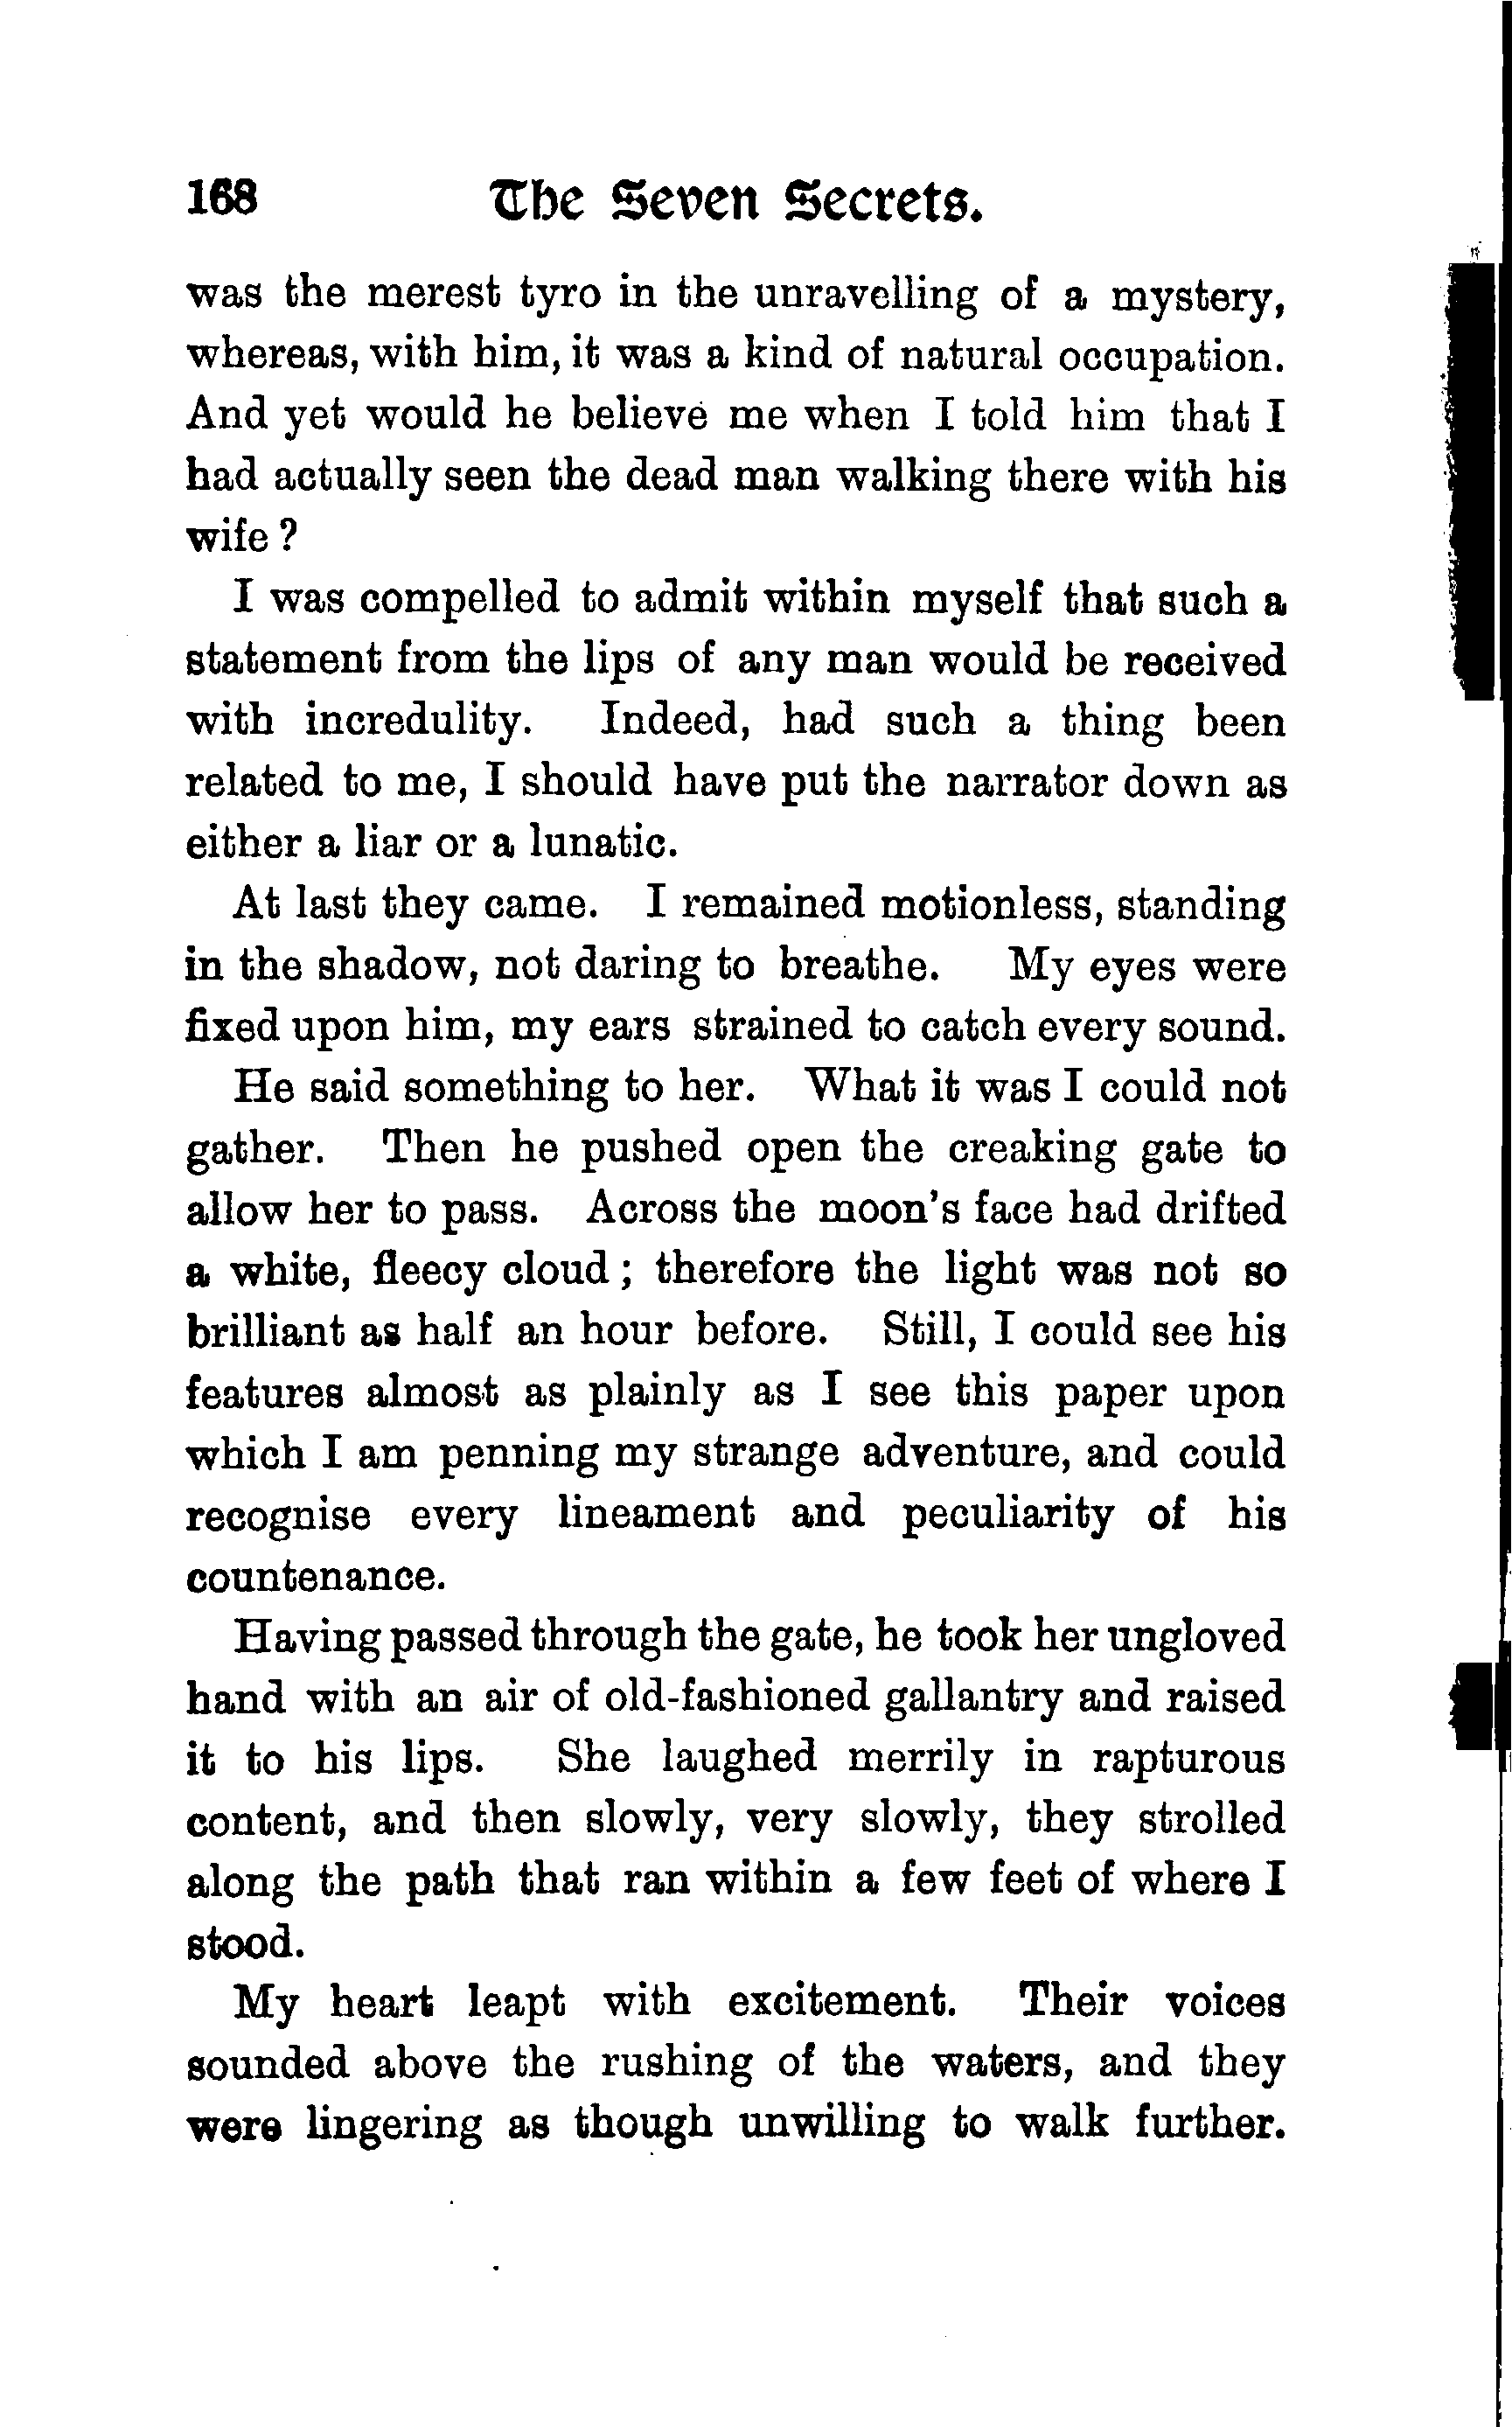 168 The Seven Secrets.
was the merest tyro in the unravelling of a mystery,
whereas, with him, it was a kind of natural occupation.
And yet would he believe me when I told him that I
had actually seen the dead man walking there with his
wife ?
I was compelled to admit within myself that such a
statement from the lips of any man would be received
with incredulity. Indeed, had such a thing been
related to me, I should have put the narrator down as
either a liar or a lunatic.
At last they came. I remained motionless, standing
in the shadow, not daring to breathe. My eyes were
fixed upon him, my ears strained to catch every sound.
He said something to her. What it was I could not
gather. Then he pushed open the creaking gate to
allow her to pass. Across the moon's face had drifted
a white, fleecy cloud ; therefore the light was not so
brilliant as half an hour before. Still, I could see his
features almost as plainly as I see this paper upon
which I am penning my strange adventure, and could
recognise every lineament and peculiarity of his
countenance.
Having passed through the gate, he took her ungloved
hand with an air of old-fashioned gallantry and raised
it to his lips. She laughed merrily in rapturous
content, and then slowly, very slowly, they strolled
along the path that ran within a few feet of where I
stood.
My heart leapt with excitement. Their voices
sounded above the rushing of the waters, and they
were lingering as though unwilling to walk further.